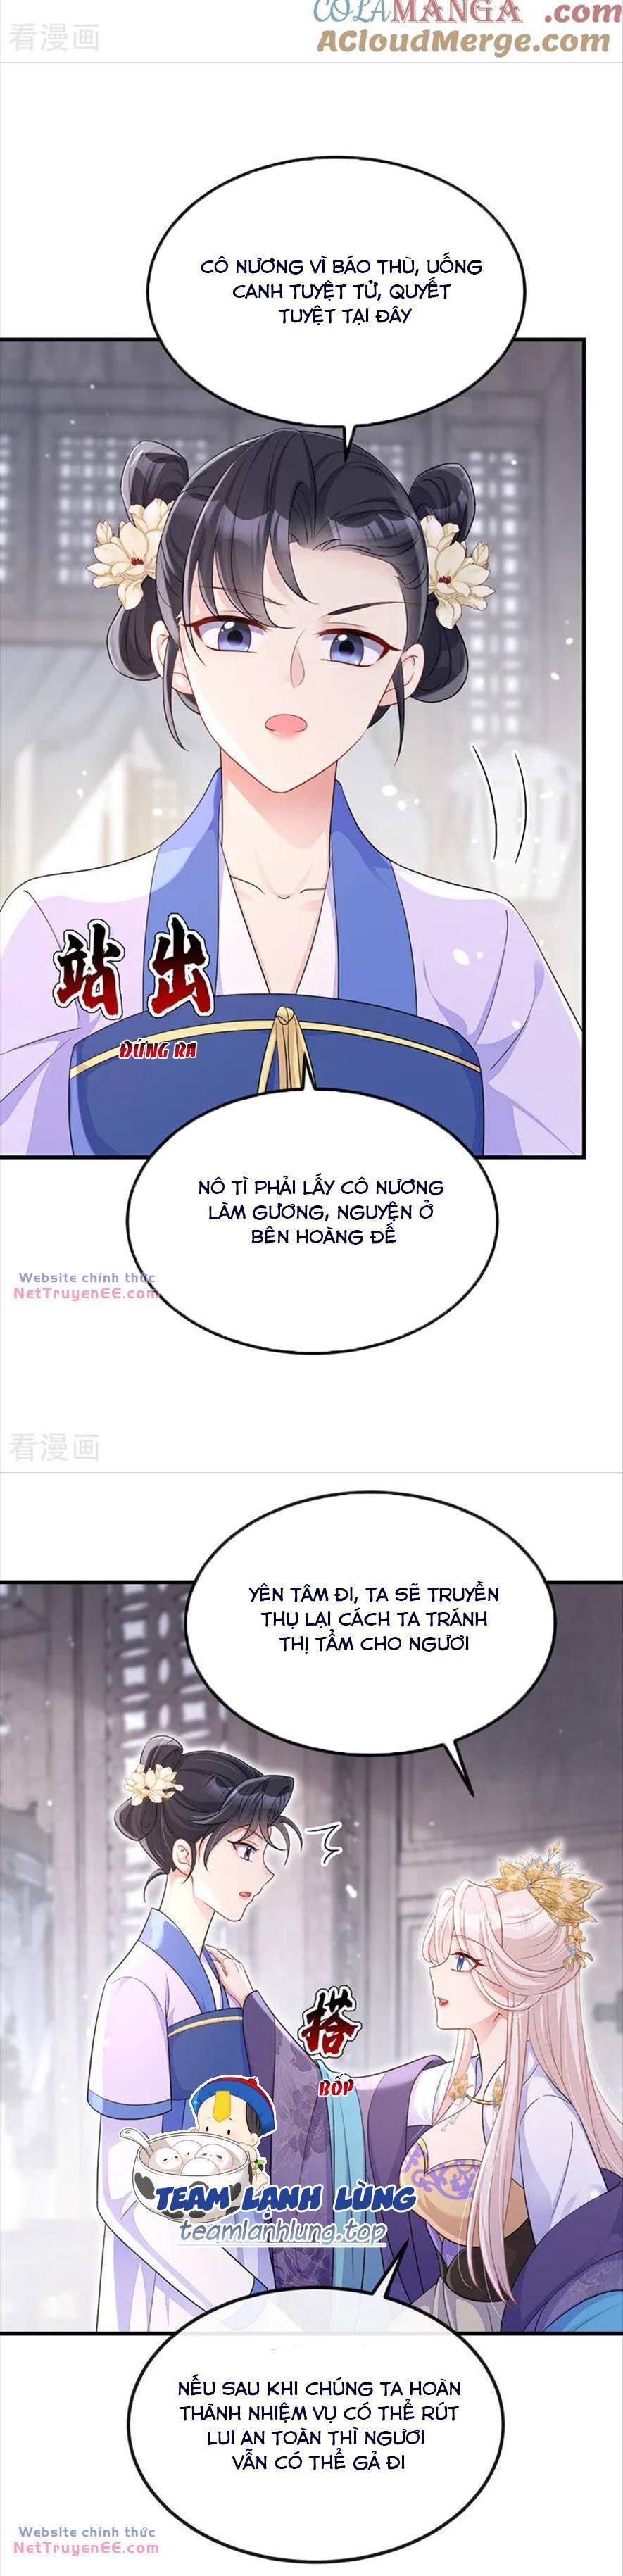 COLAMANGA.com
ACloudMerge.com
看漫画
CÔ NƯƠNG VÌ BÁO THÙ, UỐNG
CANH TUYỆT TỬ, QUYẾT
TUYỆT TẠI ĐÂY
站出
ĐỨNG RA
NÔ TÌ PHẢI LẤY CÔ NƯƠNG
LÀM GƯƠNG, NGUYỆN Ở
BÊN HOÀNG ĐẾ
Website chính thức
NetTruyenEE.com
看漫画
YÊN TÂM ĐI, TA SẼ TRUYỀN
THỤ LẠI CÁCH TA TRÁNH
THỊ TẨM CHO NGƯƠI
搭
BỐP
TEAM LẠNH LÙNG
teamlanhlung.top
NẾU SAU KHI CHÚNG TA HOÀN
THÀNH NHIỆM VỤ CÓ THỂ RÚT
LUI AN TOÀN THÌ NGƯƠI
VẪN CÓ THỂ GẢ ĐI
Website chính thức
NetTruyenEE.com